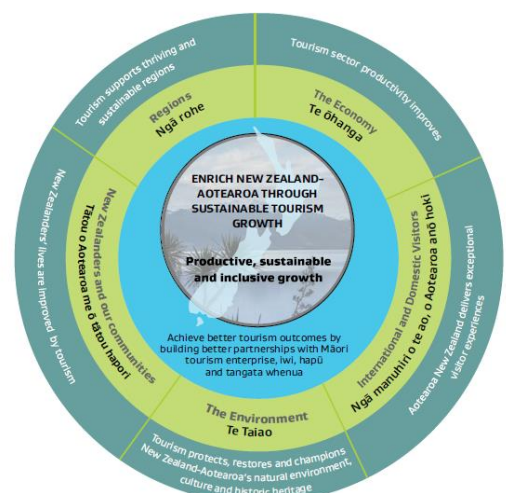 ENRICH NEW ZEALAND–
AOTEAROA THROUGH
SUSTAINABLE TOURISM
GROWTH
Productive, sustainable
and inclusive growth
Achieve better tourism outcomes by
building better partnerships with Māori
tourism enterprise, iwi, hapū
and tangata whenua
The Economy
Te ōhanga
Tourism sector productivity improves
International and Domestic Visitors
Ngā manuhiri o te ao, o Aotearoa anō hoki
Aotearoa New Zealand delivers exceptional
visitor experiences
The Environment
Te Taiao
Tourism protects, restores and champions
New Zealand-Aotearoa's natural environment,
culture and historic heritage
New Zealanders and our communities
Tātou o Aotearoa me ō tātou hapori
New Zealanders' lives are improved by tourism
Regions
Ngā rohe
Tourism supports thriving and
sustainable regions